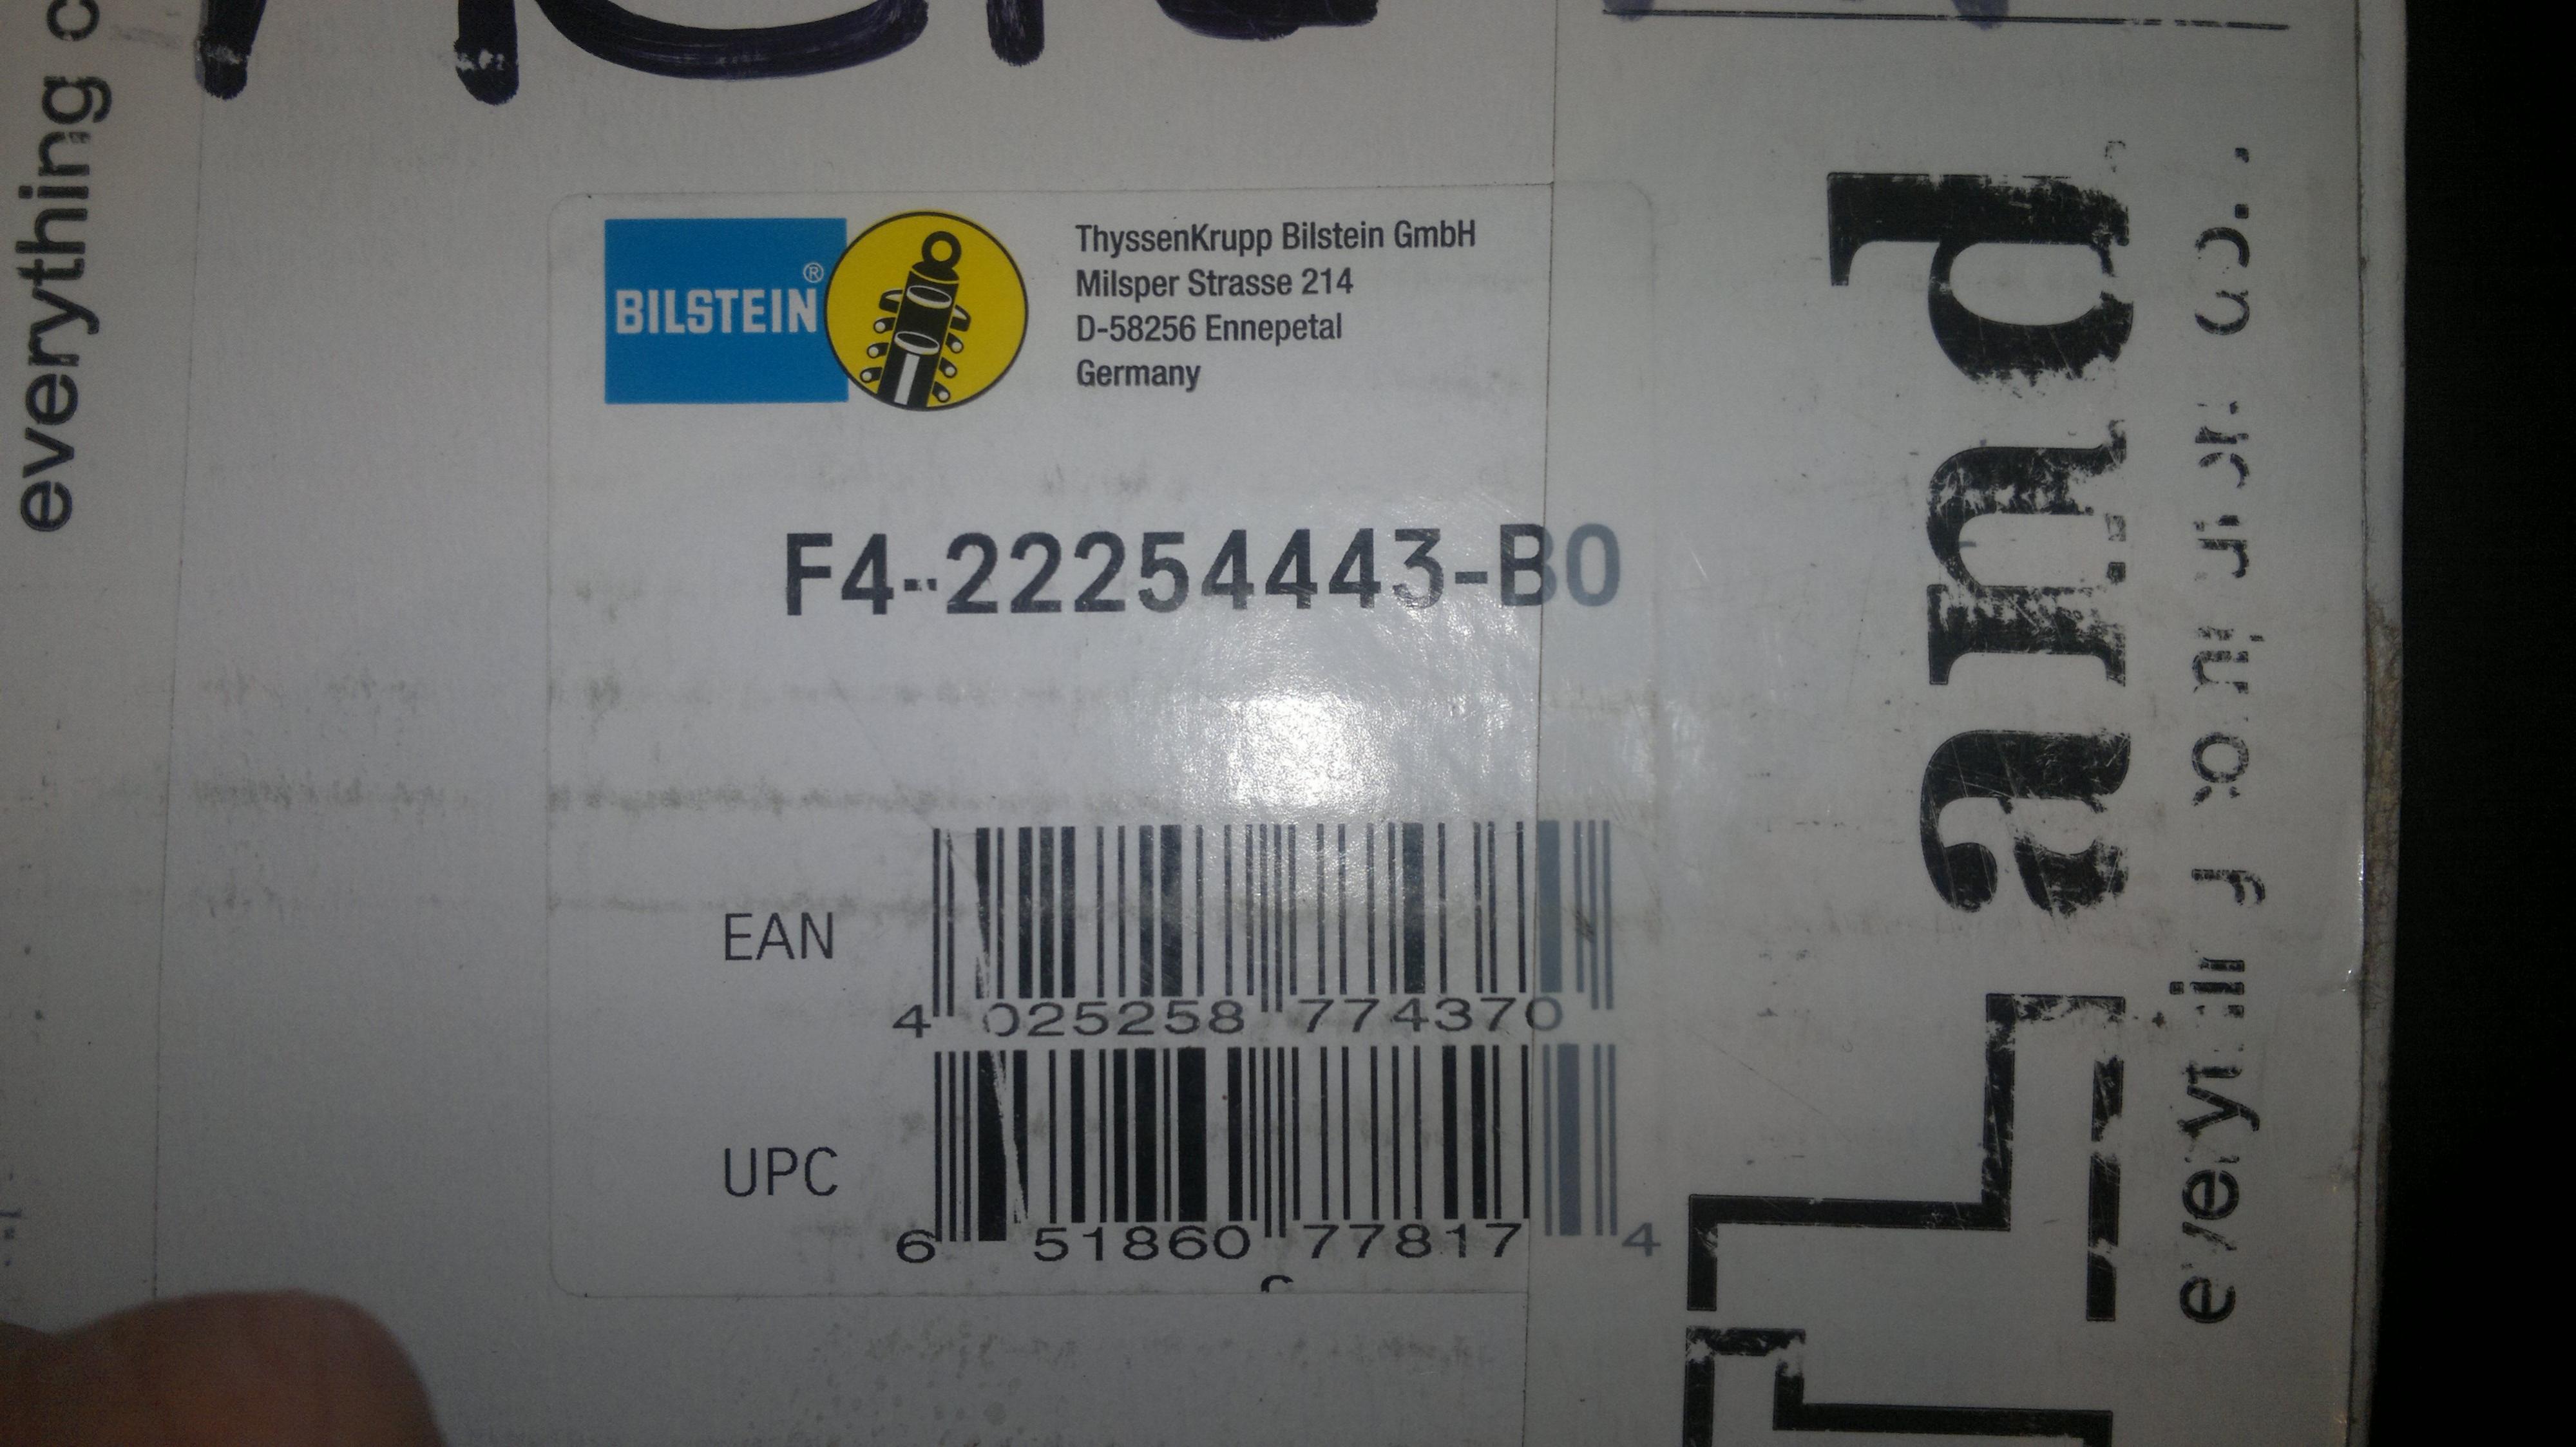 everything
BILSTEIN®
ThyssenKrupp Bilstein GmbH
Milsper Strasse 214
D-58256 Ennepetal
Germany
F4-22254443-B0
EAN
4 025258 774370
UPC
6 51860 77817 4